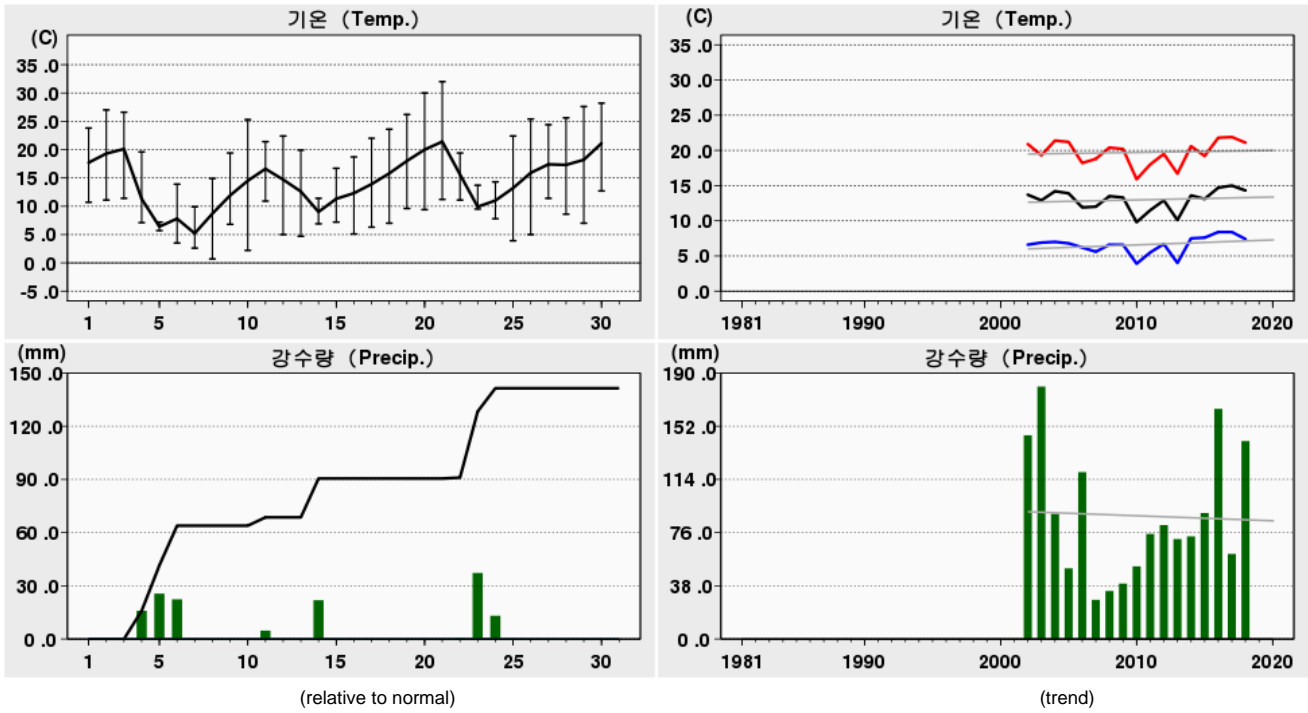 기온 (Temp.)
(C)
35 .0
30 .0
25 .0
20 .0
15 .0
10 .0
5 .0
0 .0
-5 .0
1 5 10 15 20 25 30
기온 (Temp.)
(C)
35 .0
30 .0
25 .0
20 .0
15 .0
10 .0
5 .0
0 .0
1981 1990 2000 2010 2020
강수량 (Precip.)
(mm)
150 .0
120 .0
90 .0
60 .0
30 .0
0 .0
1 5 10 15 20 25 30
(relative to normal)
강수량 (Precip.)
(mm)
190 .0
152 .0
114 .0
76 .0
38 .0
0 .0
1981 1990 2000 2010 2020
(trend)